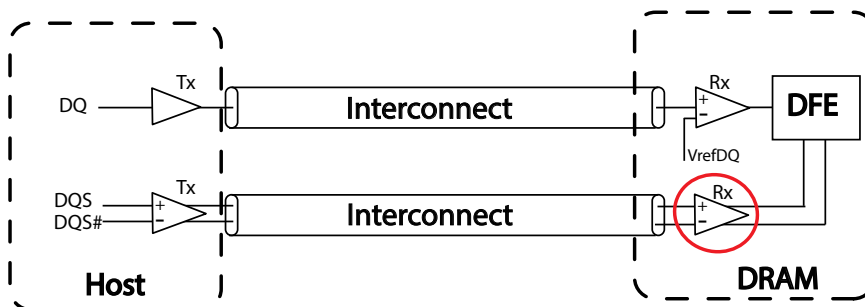 Tx
Rx
DQ
Interconnect
+
−
DFE
VrefDQ
Tx
Rx
DQS
DQS#
+
−
Interconnect
+
−
Host
DRAM